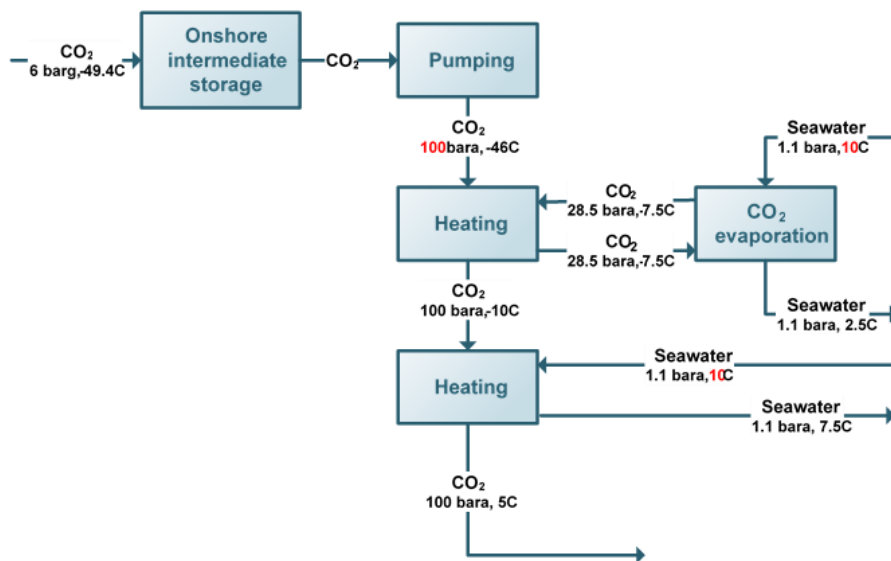 CO₂
6 barg,-49.4C
Onshore
intermediate
storage
CO₂
Pumping
CO₂
100bara, -46C
Seawater
1.1 bara,10C
Heating
CO₂
28.5 bara,-7.5C
CO₂
28.5 bara,-7.5C
CO₂
evaporation
CO₂
100 bara,-10C
Seawater
1.1 bara, 2.5C
Heating
Seawater
1.1 bara,10C
Seawater
1.1 bara, 7.5C
CO₂
100 bara, 5C